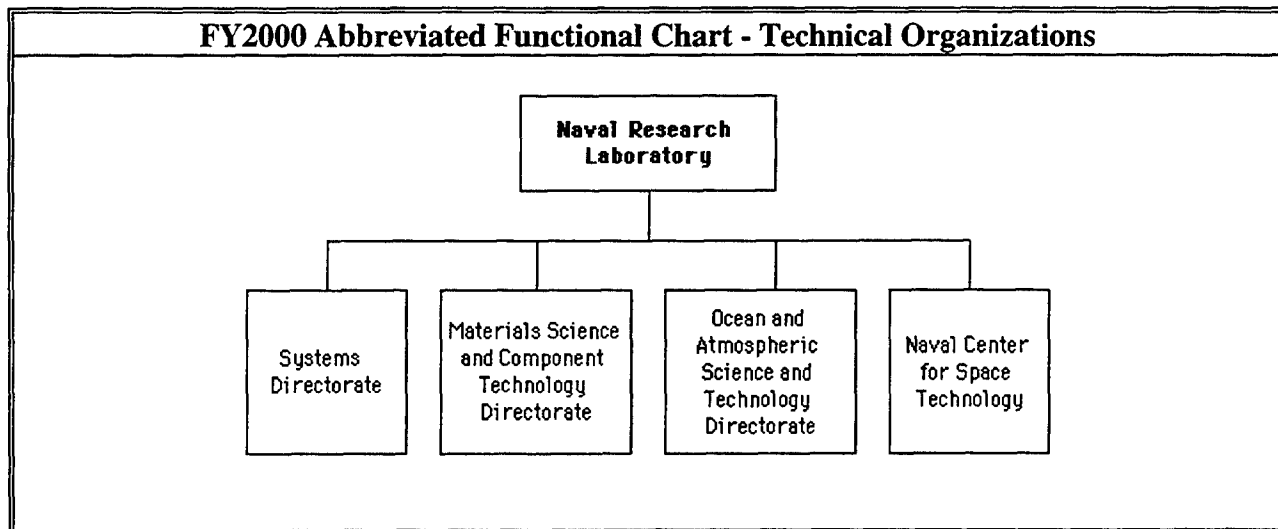 FY2000 Abbreviated Functional Chart - Technical Organizations
Naval Research
Laboratory
Systems
Directorate
Materials Science
and Component
Technology
Directorate
Ocean and
Atmospheric
Science and
Technology
Directorate
Naval Center
for Space
Technology